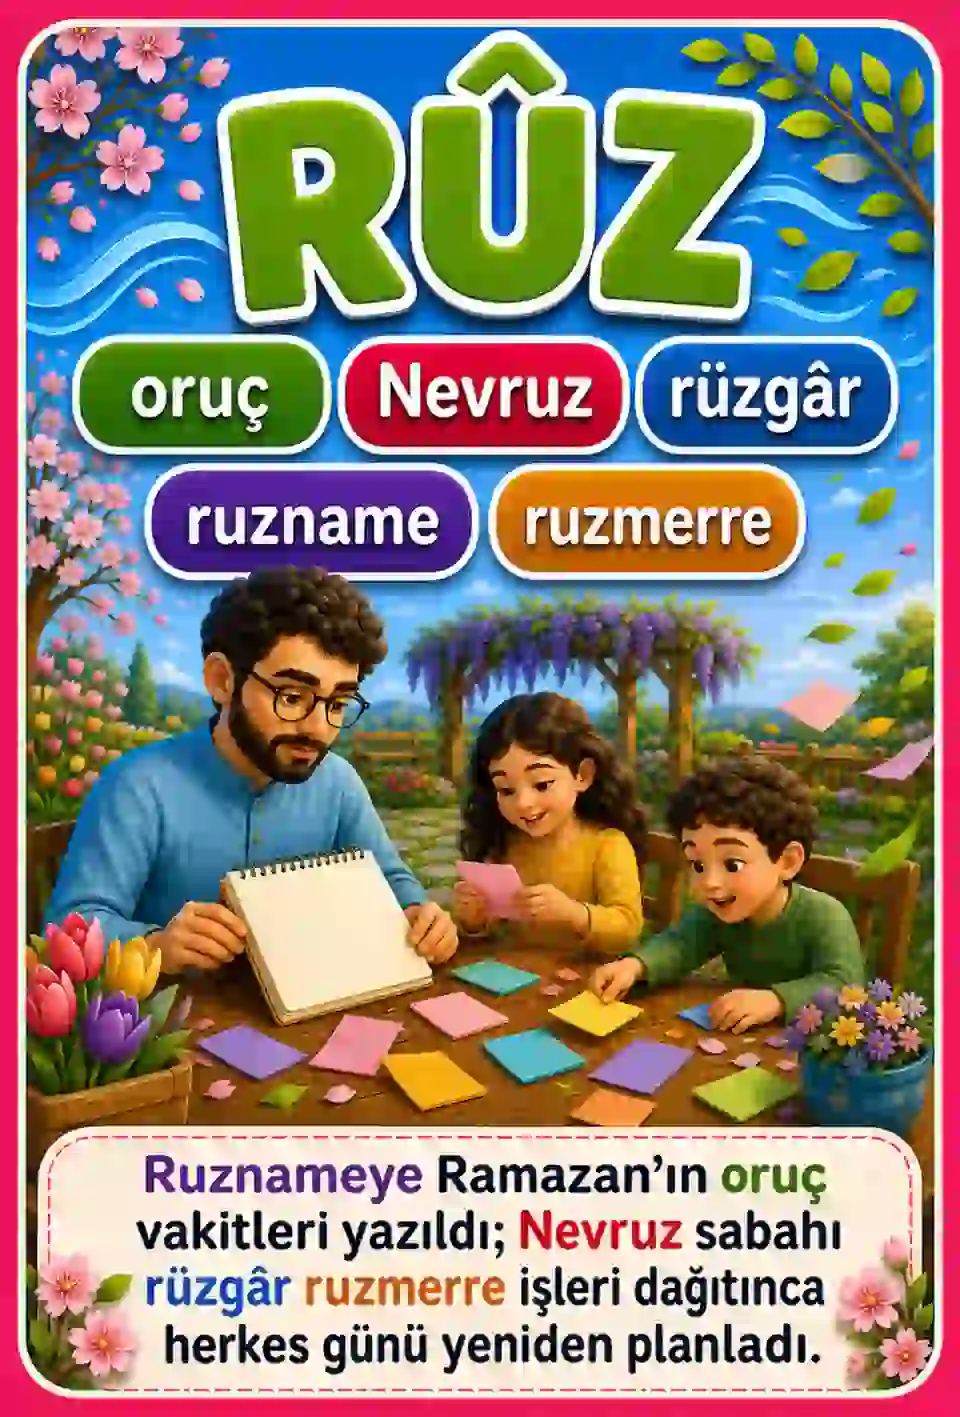 RÛZ
oruç
Nevruz
rüzgâr
ruzname
ruzmerre
Ruznameye Ramazan’ın oruç
vakitleri yazıldı; Nevruz sabahı
rüzgâr ruzmerre işleri dağıtınca
herkes günü yeniden planladı.